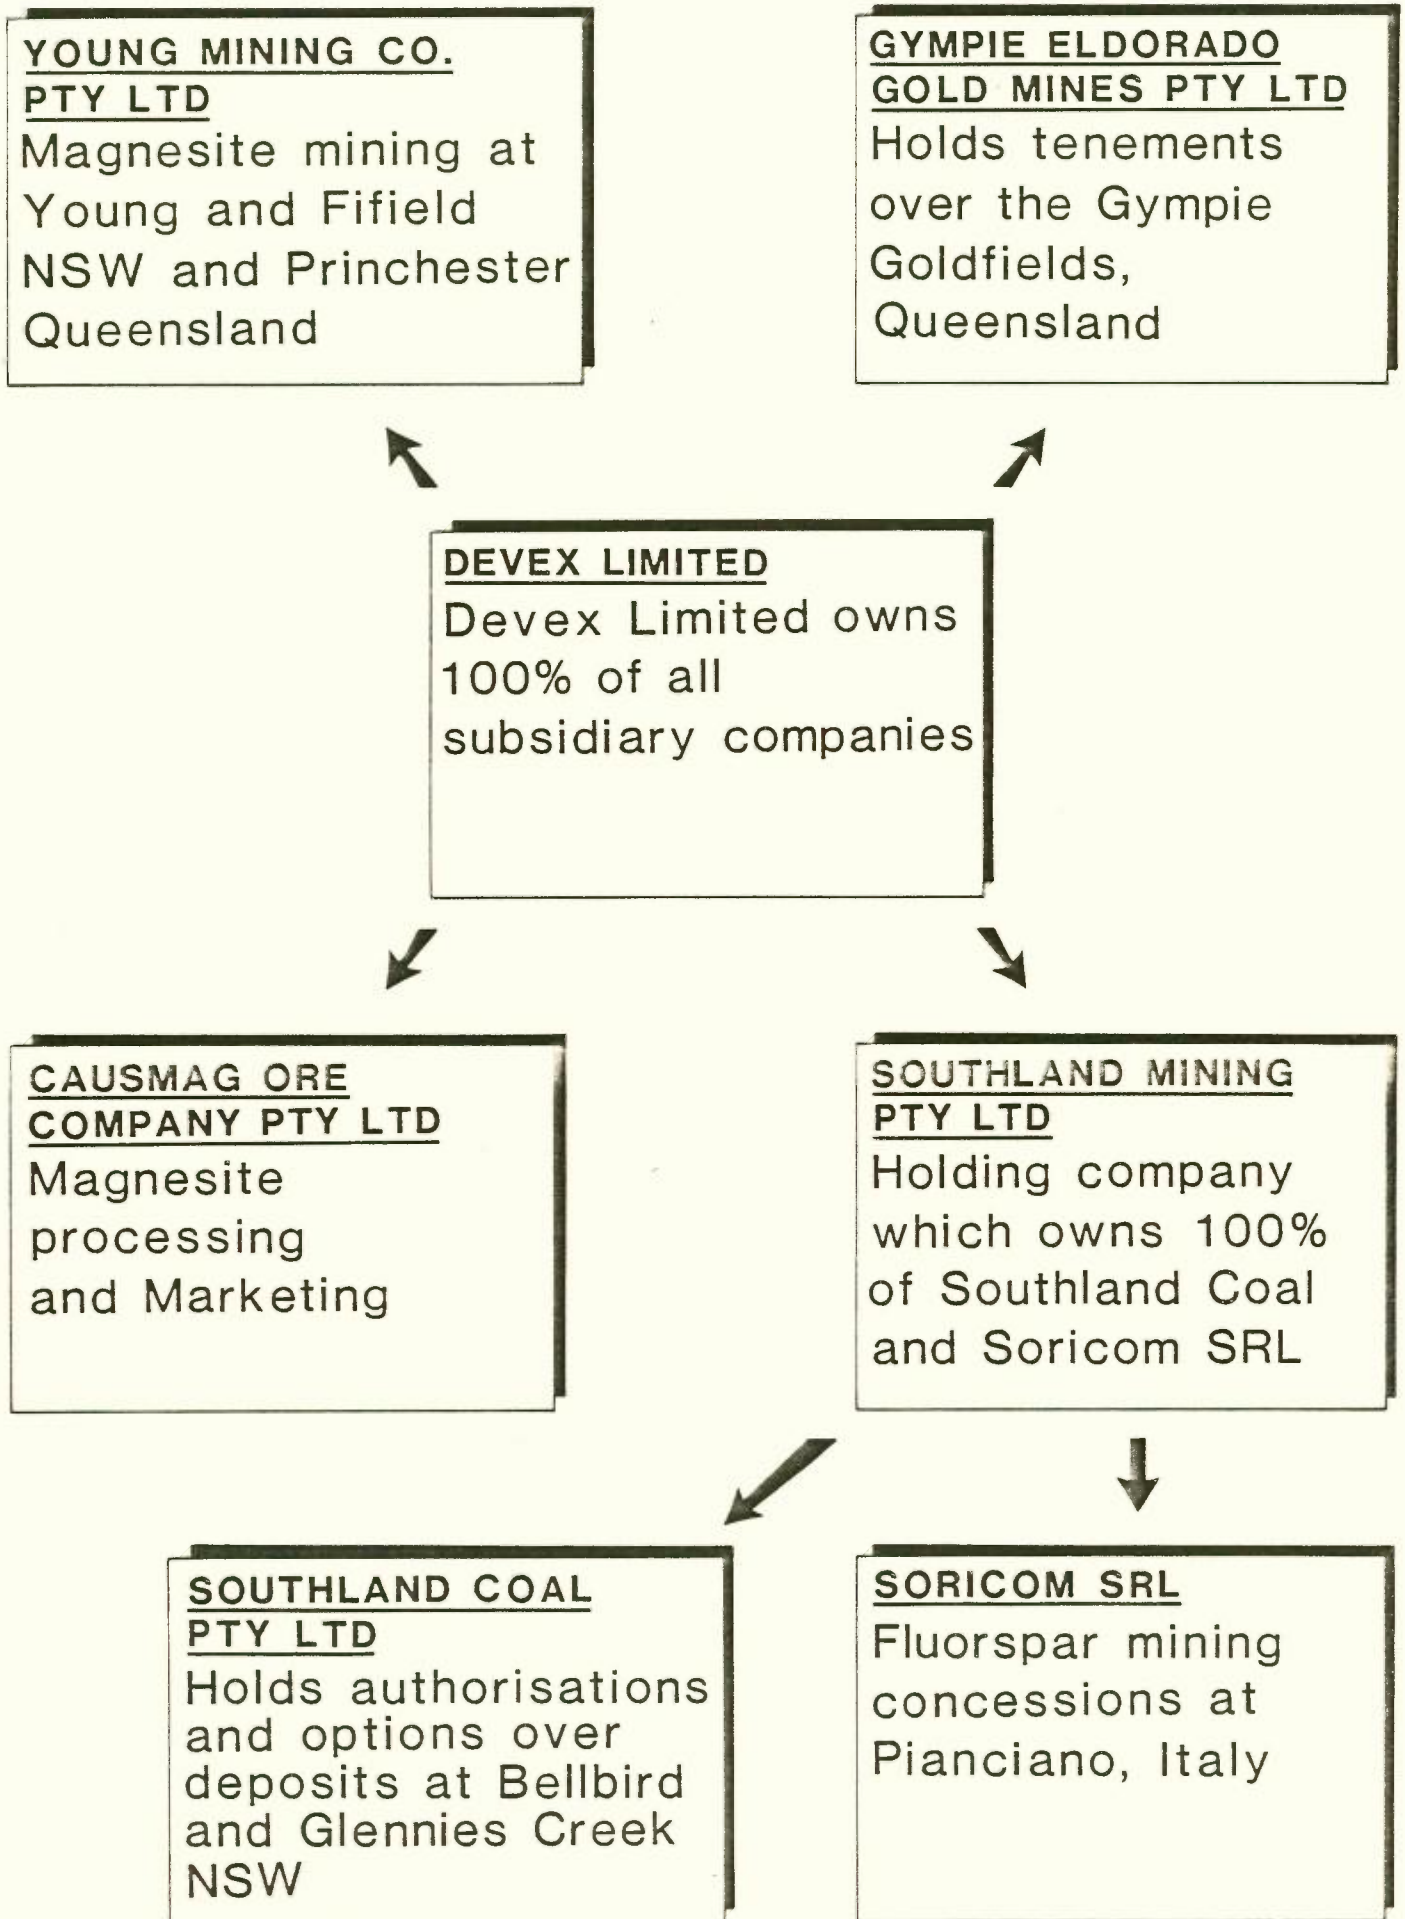 YOUNG MINING CO.
PTY LTD
Magnesite mining at
Young and Fifield
NSW and Princhester
Queensland
GYMPIE ELDORADO
GOLD MINES PTY LTD
Holds tenements
over the Gympie
Goldfields,
Queensland
DEVEX LIMITED
Devex Limited owns
100% of all
subsidiary companies
CAUSMAG ORE
COMPANY PTY LTD
Magnesite
processing
and Marketing
SOUTHLAND MINING
PTY LTD
Holding company
which owns 100%
of Southland Coal
and Soricom SRL
SOUTHLAND COAL
PTY LTD
Holds authorisations
and options over
deposits at Bellbird
and Glennies Creek
NSW
SORICOM SRL
Fluorspar mining
concessions at
Pianciano, Italy